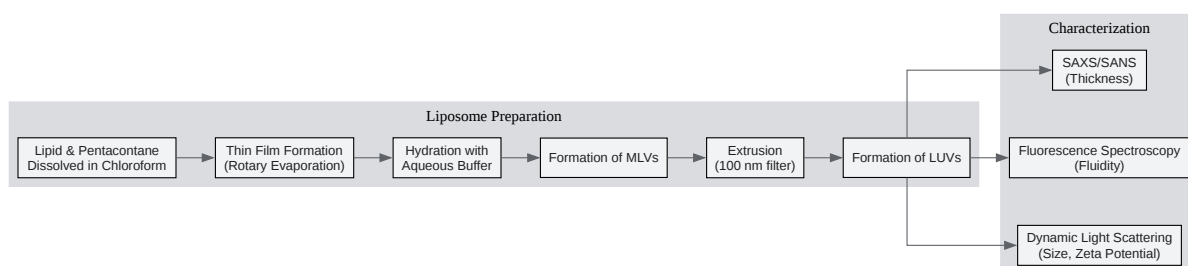 Characterization
SAXS/SANS
(Thickness)
Liposome Preparation
Lipid & Pentacontane
Dissolved in Chloroform
Thin Film Formation
(Rotary Evaporation)
Hydration with
Aqueous Buffer
Formation of MLVs
Extrusion
(100 nm filter)
Formation of LUVs
Fluorescence Spectroscopy
(Fluidity)
Dynamic Light Scattering
(Size, Zeta Potential)